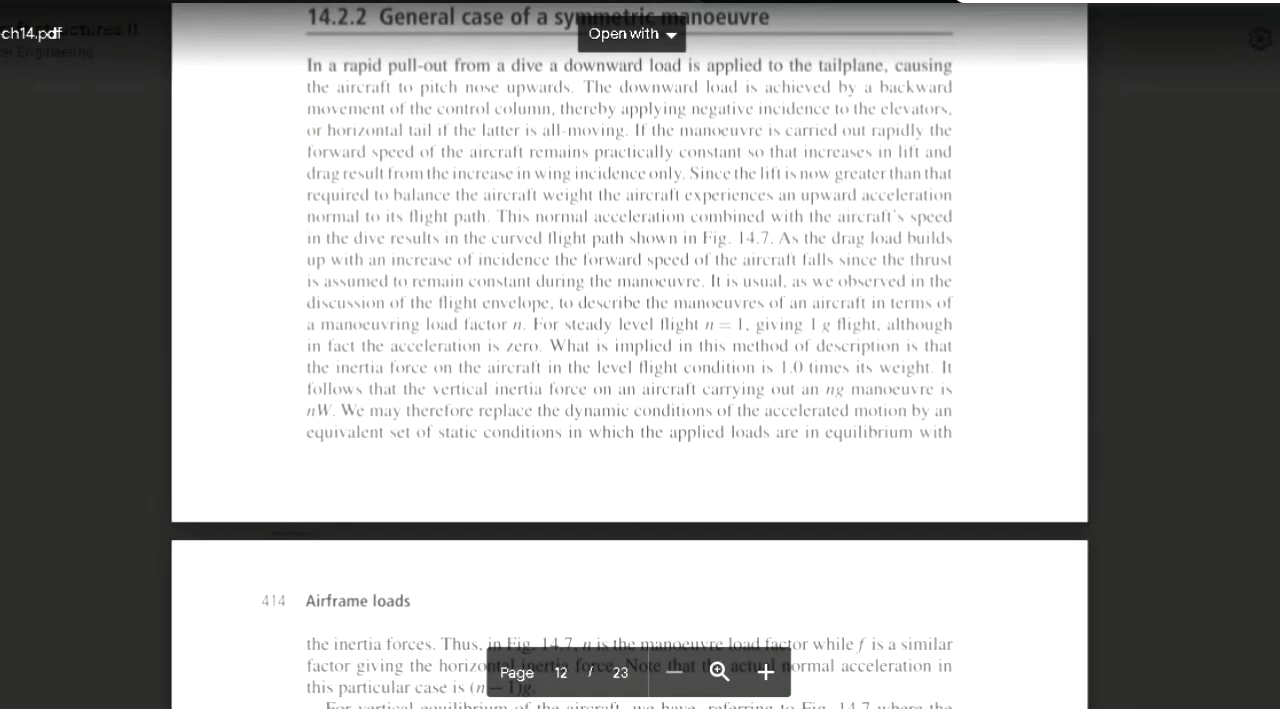 14.2.2 General case of a symmetric manoeuvre
ch14.pdf
Open with
In a rapid pull-out from a dive a downward load is applied to the tailplane, causing
the aircraft to pitch nose upwards. The downward load is achieved by a backward
movement of the control column, thereby applying negative incidence to the elevators,
or horizontal tail if the latter is all-moving. If the manoeuvre is carried out rapidly the
forward speed of the aircraft remains practically constant so that increases in lift and
drag result from the increase in wing incidence only. Since the lift is now greater than that
required to balance the aircraft weight the aircraft experiences an upward acceleration
normal to its flight path. This normal acceleration combined with the aircraft's speed
in the dive results in the curved flight path shown in Fig. 14.7. As the drag load builds
up with an increase of incidence the forward speed of the aircraft falls since the thrust
is assumed to remain constant during the manoeuvre. It is usual, as we observed in the
discussion of the flight envelope, to describe the manoeuvres of an aircraft in terms of
a manoeuvring load factor n. For steady level flight n = 1, giving 1 g flight, although
in fact the acceleration is zero. What is implied in this method of description is that
the inertia force on the aircraft in the level flight condition is 1.0 times its weight. It
follows that the vertical inertia force on an aircraft carrying out an ng manoeuvre is
nW. We may therefore replace the dynamic conditions of the accelerated motion by an
equivalent set of static conditions in which the applied loads are in equilibrium with
414 Airframe loads
the inertia forces. Thus, in Fig. 14.7, n is the manoeuvre load factor while f is a similar
factor giving the horizontal inertia force. Note that the actual normal acceleration in
Page 12 / 23
this particular case is (n − 1)g.
For vertical equilibrium of the aircraft, we have, referring to Fig. 14.7 where the